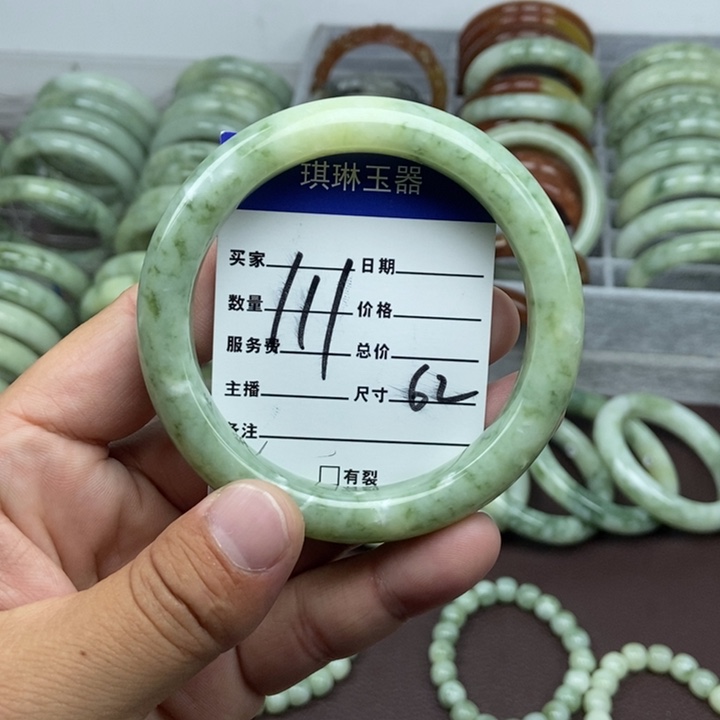 琪琳玉器
买家 日期
111
数量 价格
服务费 总价
主播 尺寸 62
备注
有裂